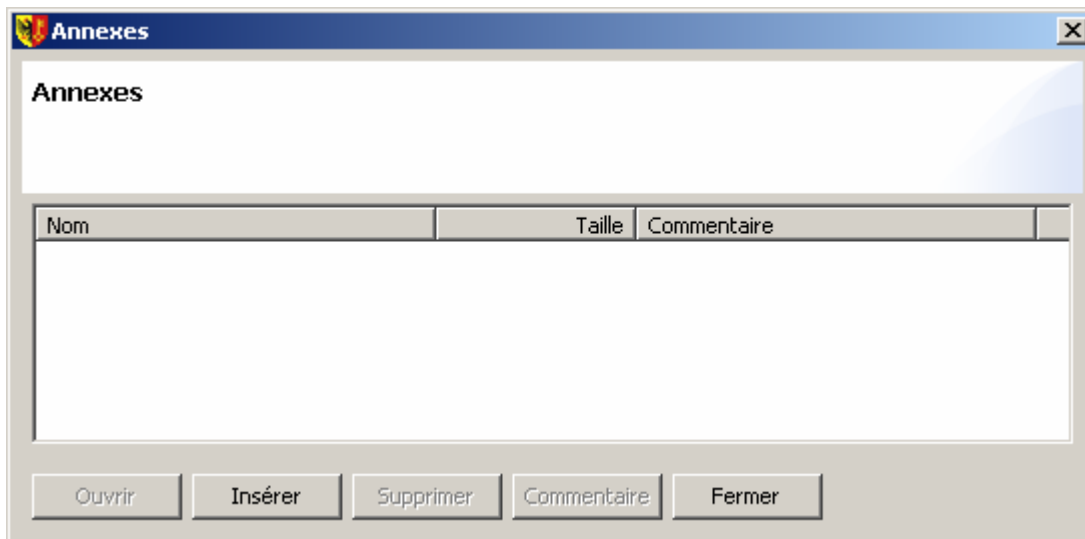 Annexes
Annexes
Nom Taille Commentaire
Ouvrir Insérer Supprimer Commentaire Fermer